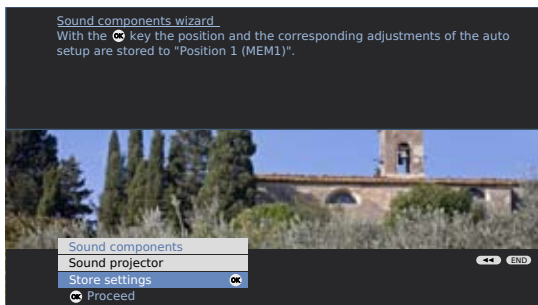 Sound components wizard
With the OK key the position and the corresponding adjustments of the auto
setup are stored to "Position 1 (MEM1)".
Sound components
Sound projector
Store settings OK
OK Proceed
END